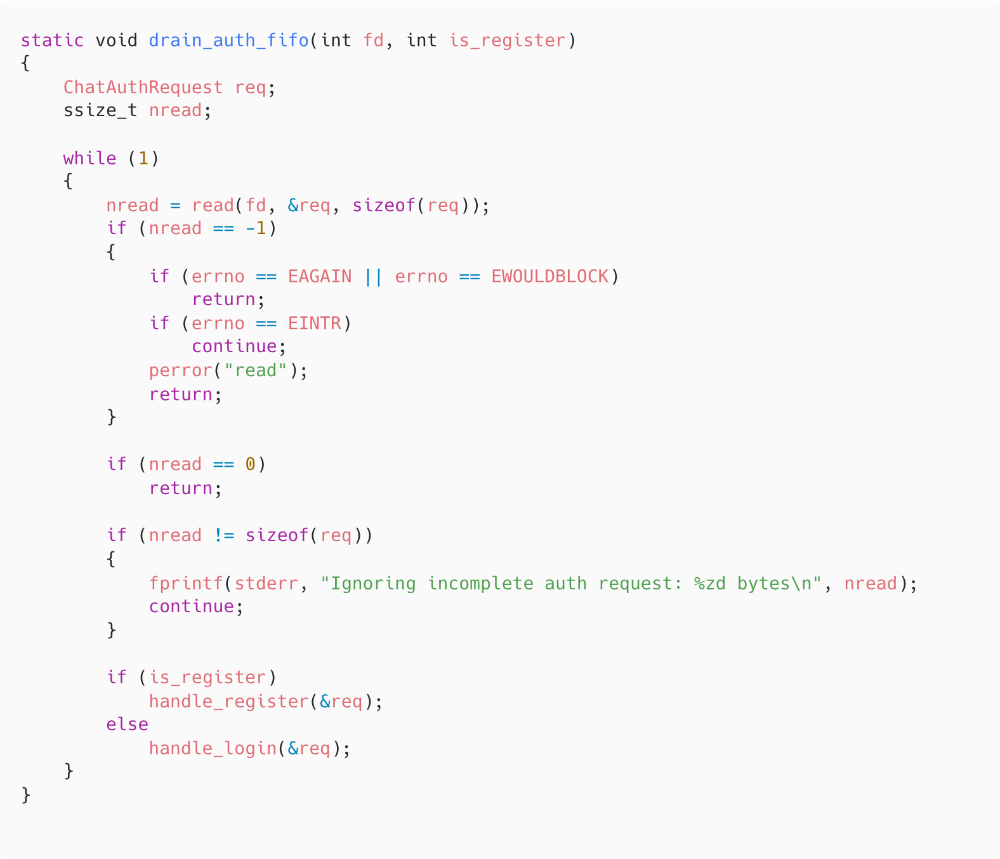 static void drain_auth_fifo(int fd, int is_register)
{
    ChatAuthRequest req;
    ssize_t nread;

    while (1)
    {
        nread = read(fd, &req, sizeof(req));
        if (nread == -1)
        {
            if (errno == EAGAIN || errno == EWOULDBLOCK)
                return;
            if (errno == EINTR)
                continue;
            perror("read");
            return;
        }

        if (nread == 0)
            return;

        if (nread != sizeof(req))
        {
            fprintf(stderr, "Ignoring incomplete auth request: %zd bytes\n", nread);
            continue;
        }

        if (is_register)
            handle_register(&req);
        else
            handle_login(&req);
    }
}